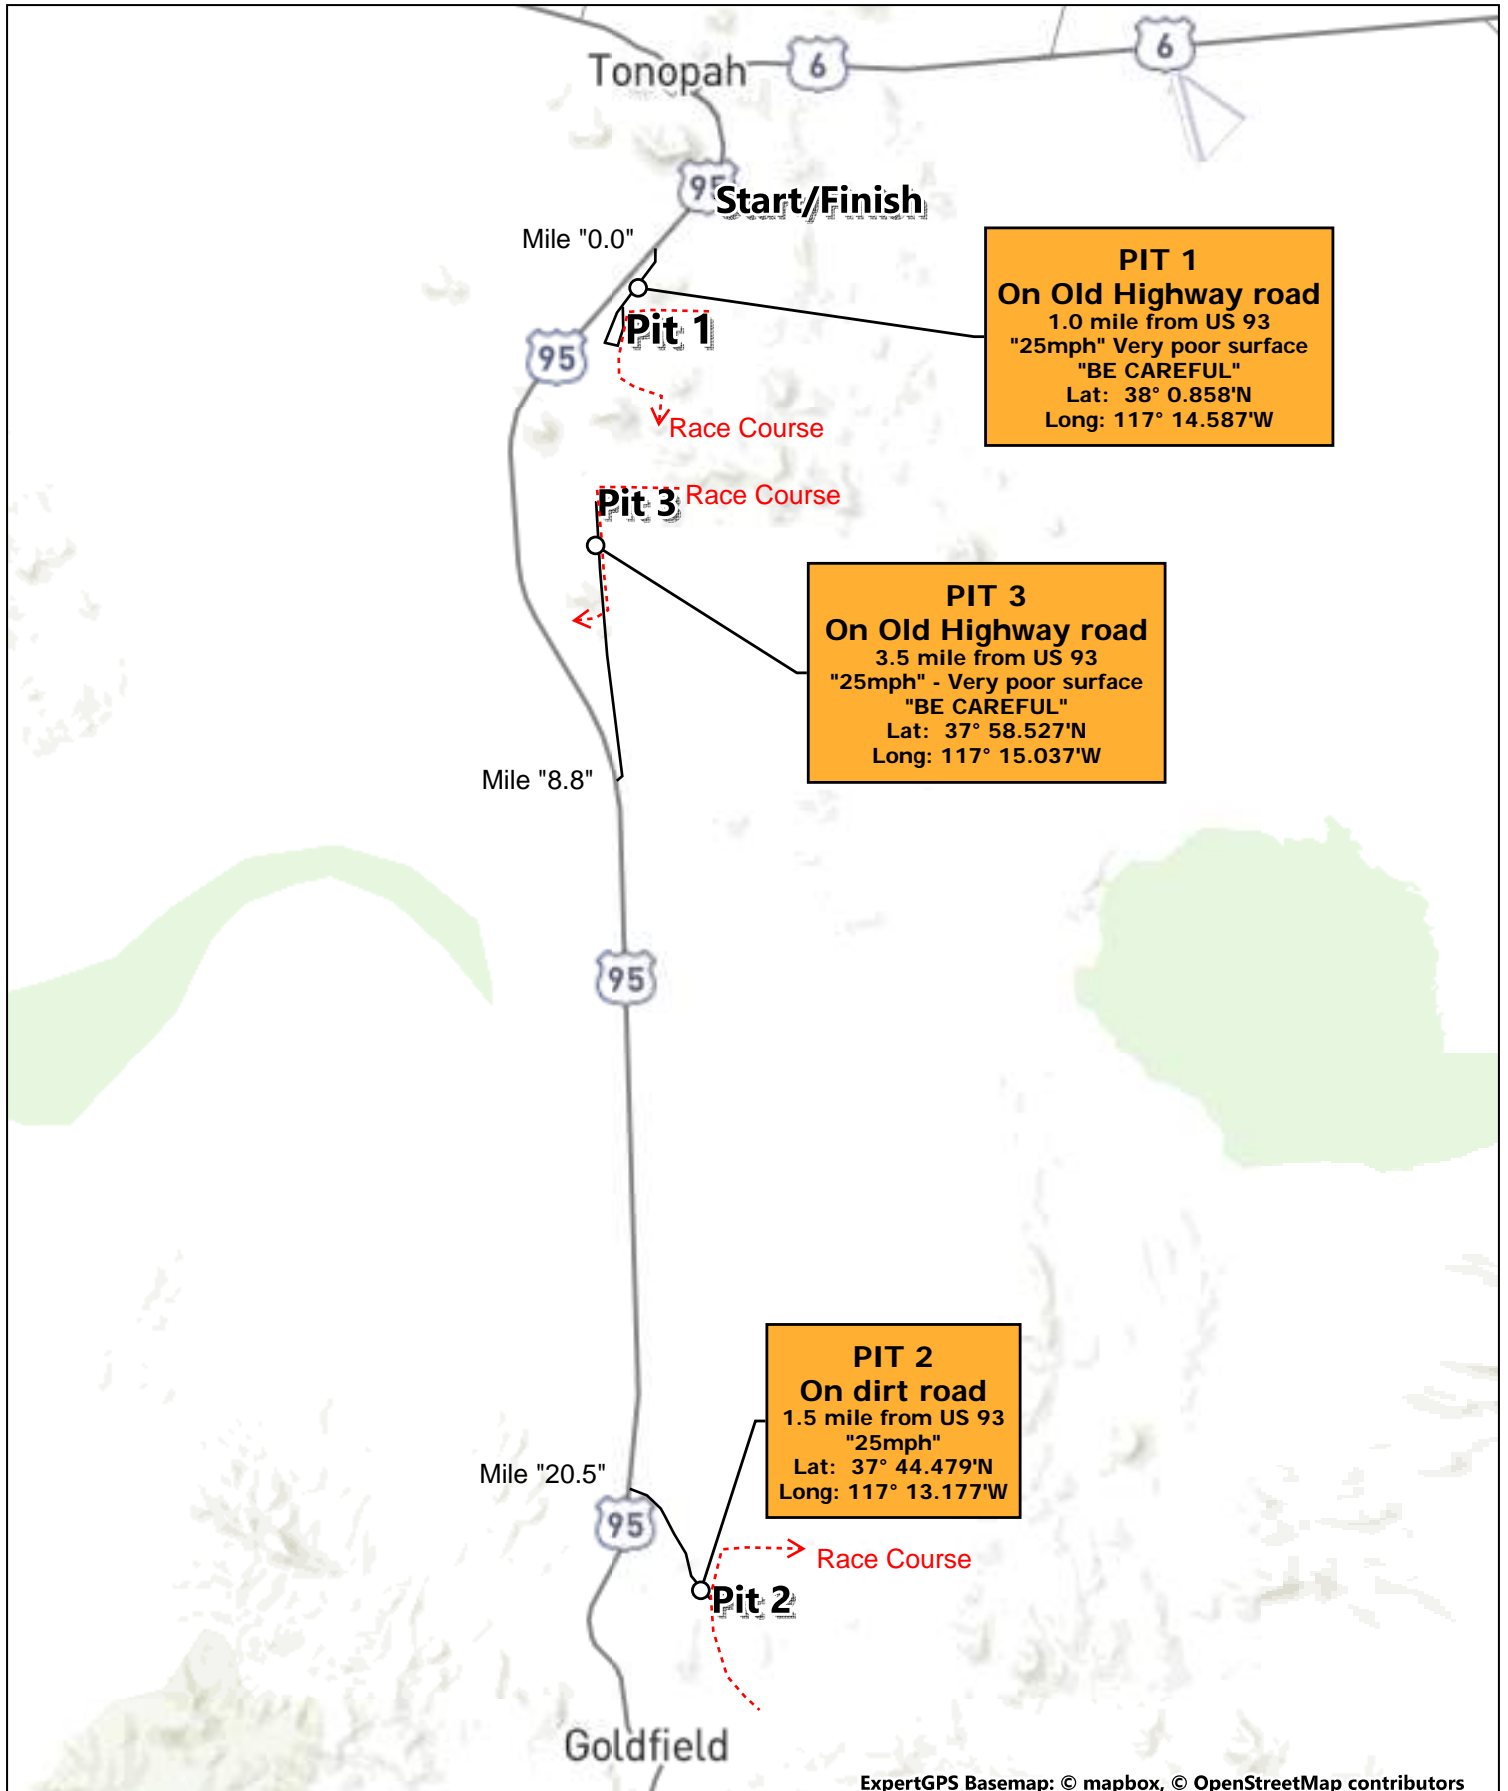 Tonopah
6
6
95
Start/Finish
Mile "0.0"
PIT 1
On Old Highway road
1.0 mile from US 93
"25mph" Very poor surface
"BE CAREFUL"
Lat: 38° 0.858'N
Long: 117° 14.587'W
Pit 1
95
Race Course
Pit 3
Race Course
PIT 3
On Old Highway road
3.5 mile from US 93
"25mph" - Very poor surface
"BE CAREFUL"
Lat: 37° 58.527'N
Long: 117° 15.037'W
Mile "8.8"
95
PIT 2
On dirt road
1.5 mile from US 93
"25mph"
Lat: 37° 44.479'N
Long: 117° 13.177'W
Mile "20.5"
95
Race Course
Pit 2
Goldfield
ExpertGPS Basemap: © mapbox, © OpenStreetMap contributors